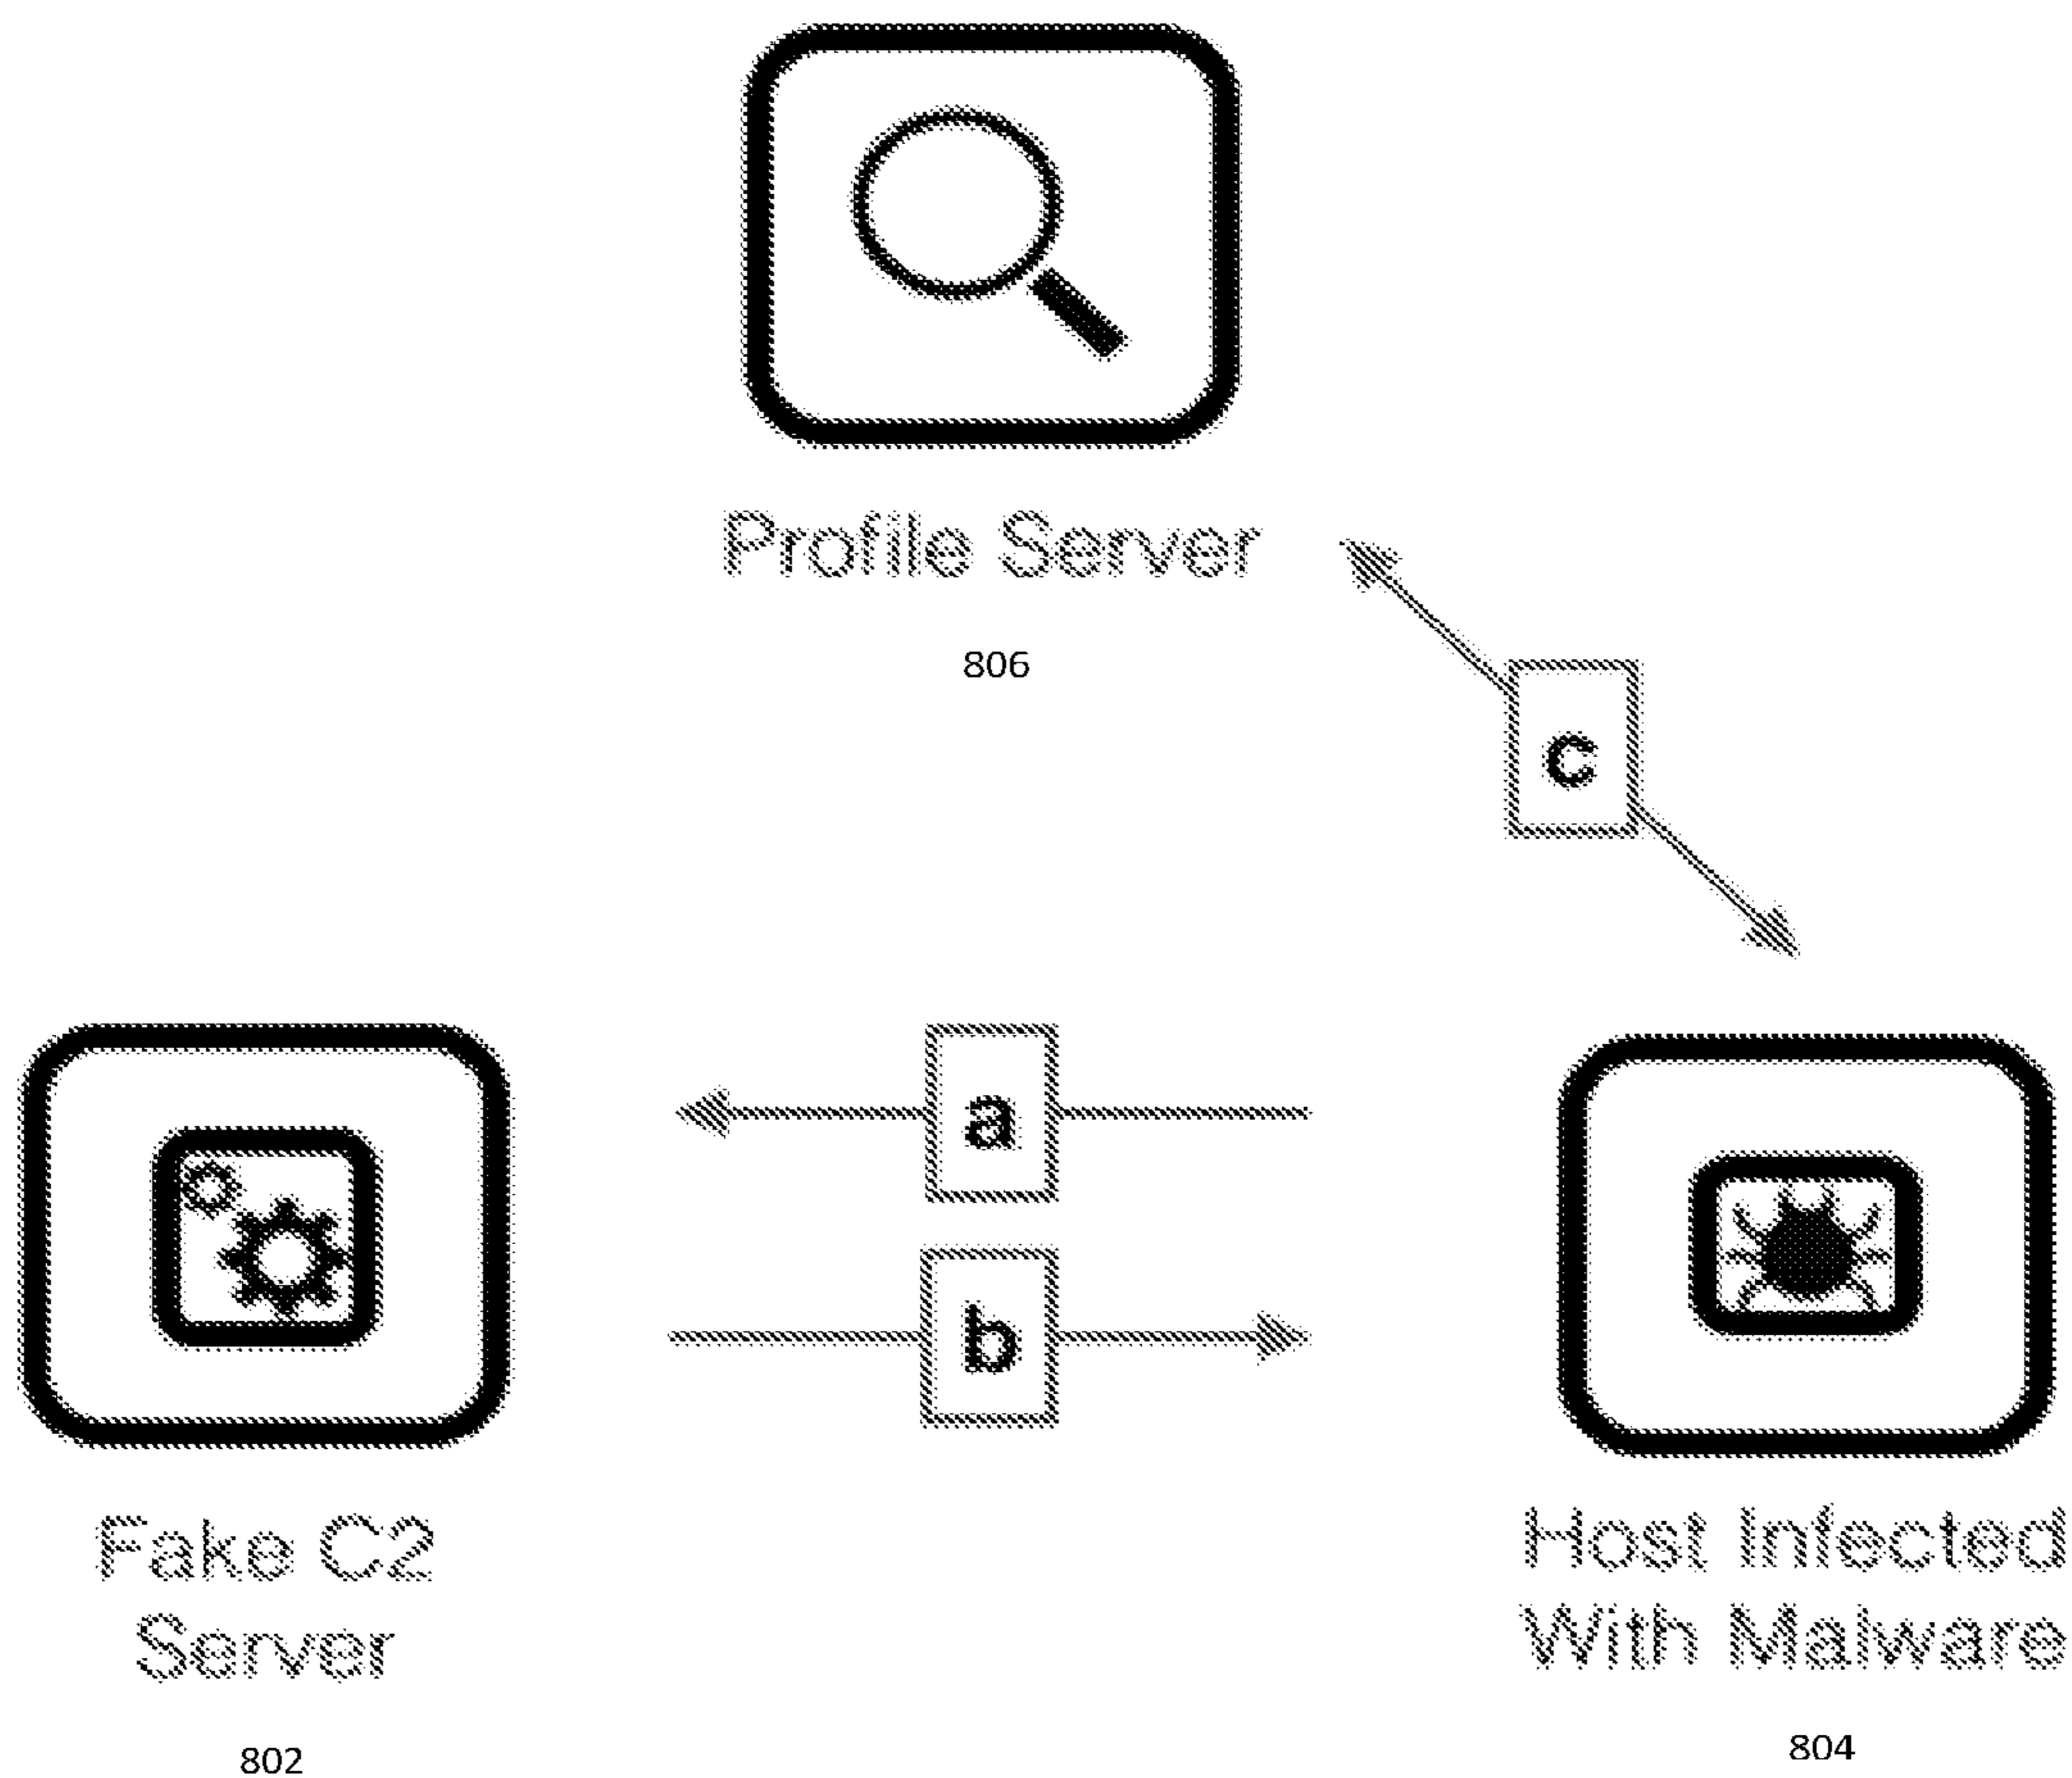 Profile Server
806
c
a
b
Fake C2
Server
802
Host Infected
With Malware
804